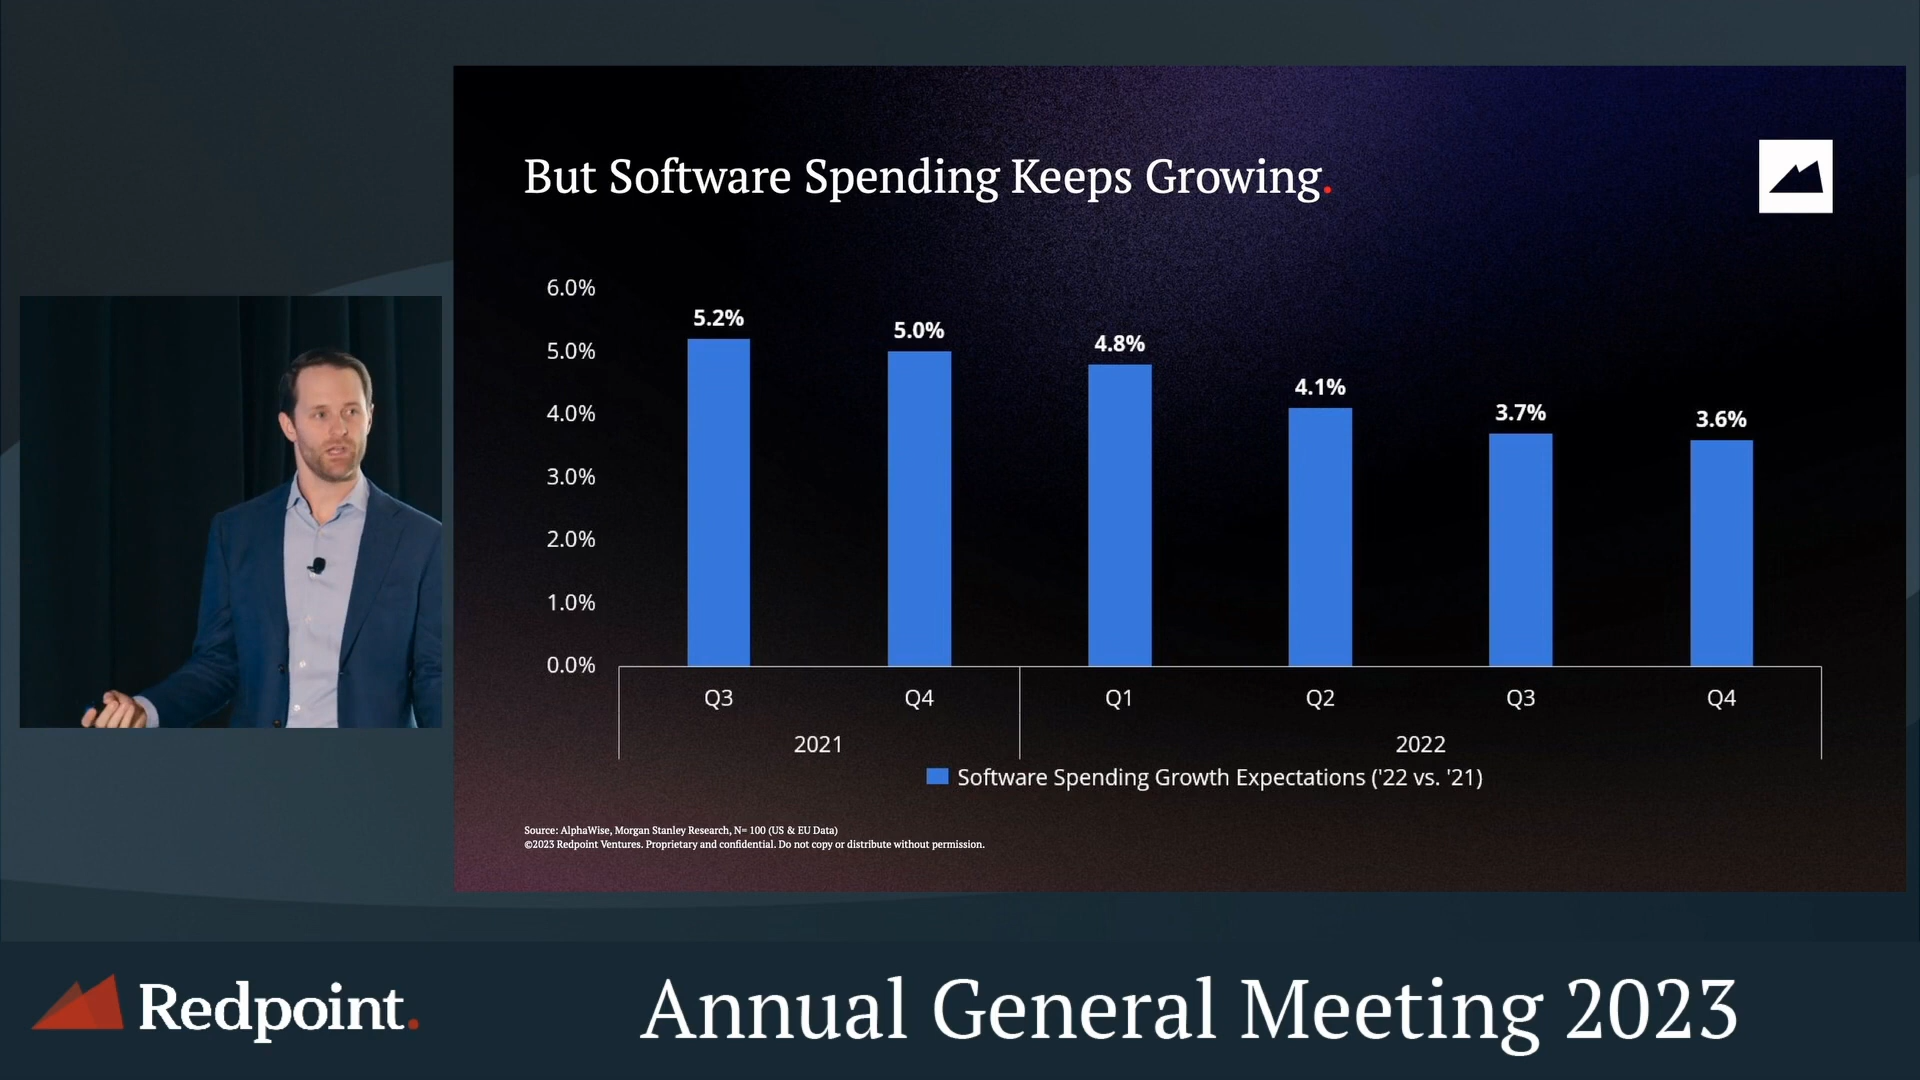 But Software Spending Keeps Growing.
6.0%
5.0%
4.0%
3.0%
2.0%
1.0%
0.0%
5.2%
5.0%
4.8%
4.1%
3.7%
3.6%
Q3
Q4
Q1
Q2
Q3
Q4
2021
2022
Software Spending Growth Expectations ('22 vs. '21)
Source: AlphaWise, Morgan Stanley Research, N= 100 (US & EU Data)
©2023 Redpoint Ventures. Proprietary and confidential. Do not copy or distribute without permission.
Redpoint.
Annual General Meeting 2023